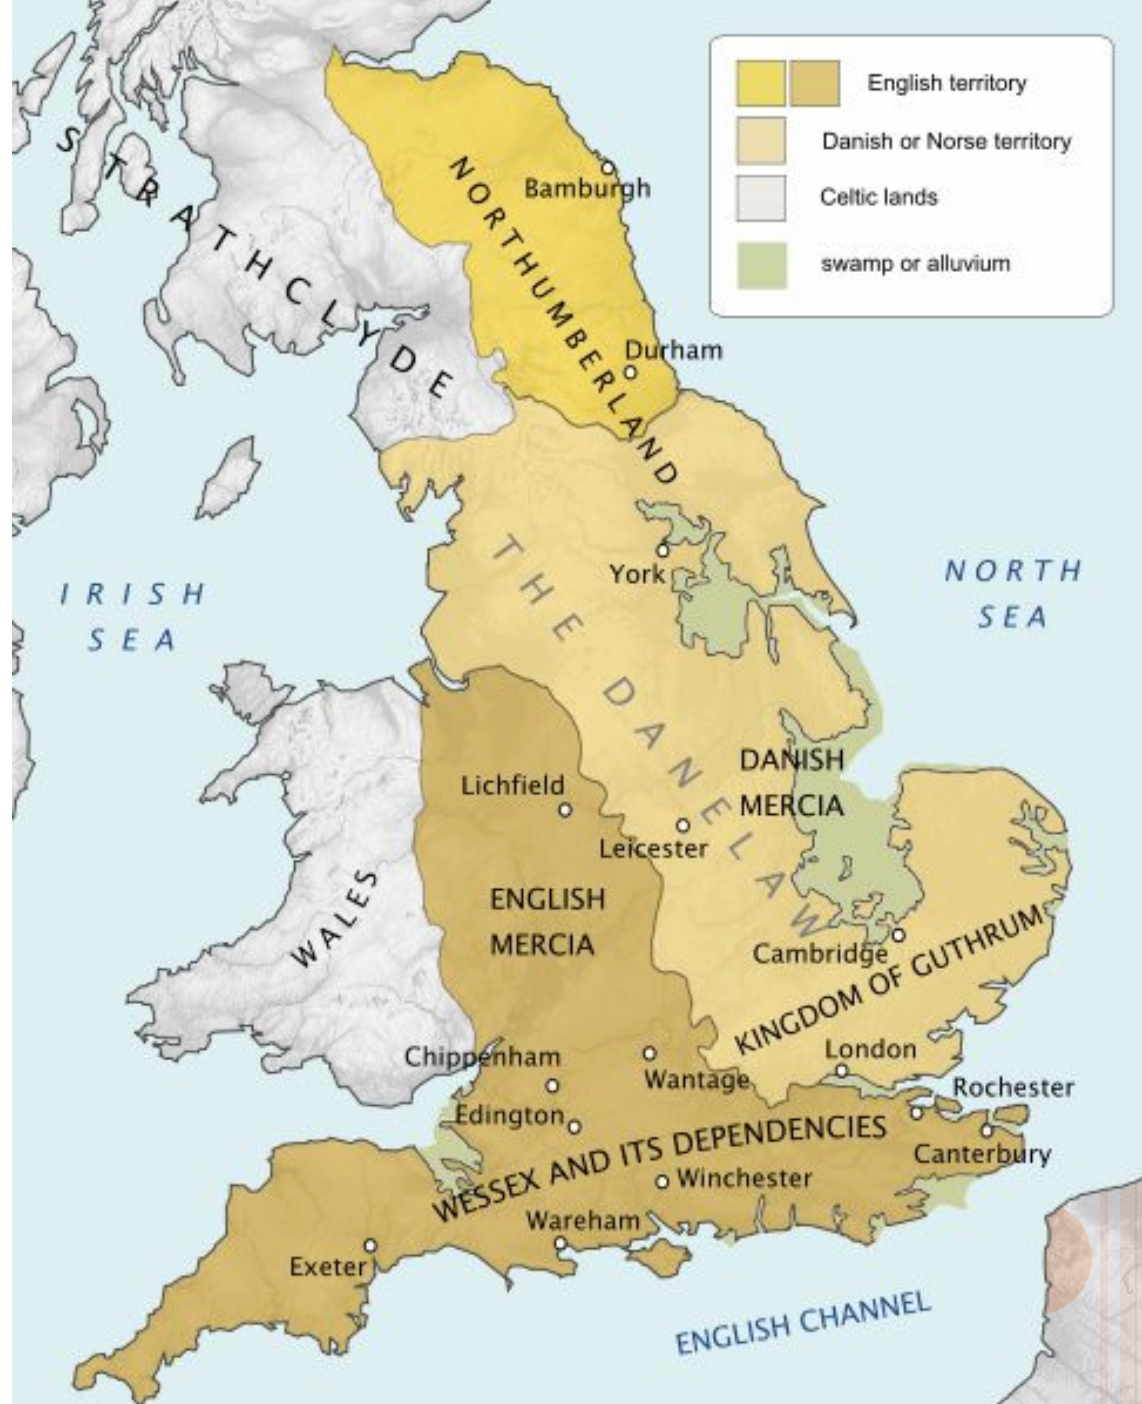 English territory
Danish or Norse territory
Celtic lands
swamp or alluvium
STRATHCLYDE
NORTHUMBERLAND
Bamburgh
Durham
York
IRISH
SEA
NORTH
SEA
THE DANELAW
DANISH
MERCIA
Lichfield
Leicester
ENGLISH
MERCIA
WALES
Cambridge
KINGDOM OF GUTHRUM
Chippenham
London
Wantage
Rochester
Edington
WESSEX AND ITS DEPENDENCIES
Canterbury
Winchester
Wareham
Exeter
ENGLISH CHANNEL